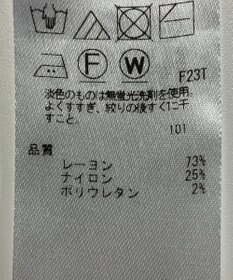 F W F23T
淡色のものは無蛍光洗剤を使用。
よくすすぎ、絞りの後すぐに干
すこと。
101
品質
レーヨン 73%
ナイロン 25%
ポリウレタン 2%